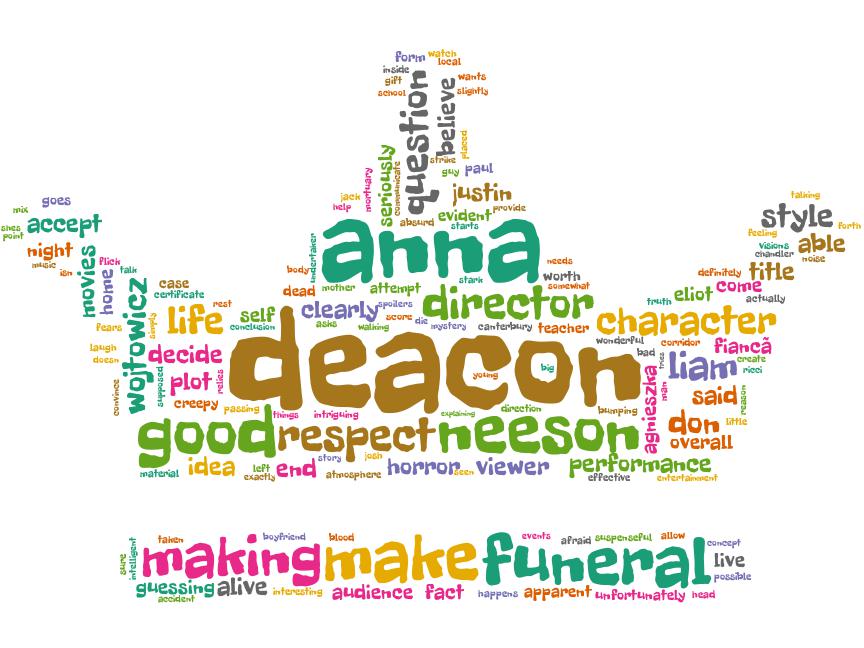 form watch
local
inside
gift
school
question
believe
wants
slightly
placed
strike
guy paul
seriously
communicate
mortuary
jack
help
justin
provide
absurd evident
starts
mix goes
shes accept
point
night
music isn
movies
home
flick
talk
fears
laugh
doesn
convince
wojtowicz
simply
supposed
case
certificate
talking
style
forth
feeling
visions able
chandler
noise
definitely title
come
eliot
truth actually
anna
undertaker
body
needs
worth
somewhat
dead mother attempt stark
clearly spoilers director
rest self
life conclusion asks walking score die mystery canterbury teacher character
decide
plot
relies
creepy passing
deacon
young big
wonderful
bad
corridor fiancã
tries liam create
ricci
man
agnieszka
said
reason
don little
overall
things intriguing explaining direction bumping
good respect neeson
material idea left end story josh horror seen viewer performance
exactly atmosphere effective entertainment
taken boyfriend blood events afraid suspenseful allow concept
sure
intelligent
making make funeral live
possible
guessing alive interesting audience fact happens apparent unfortunately head
accident